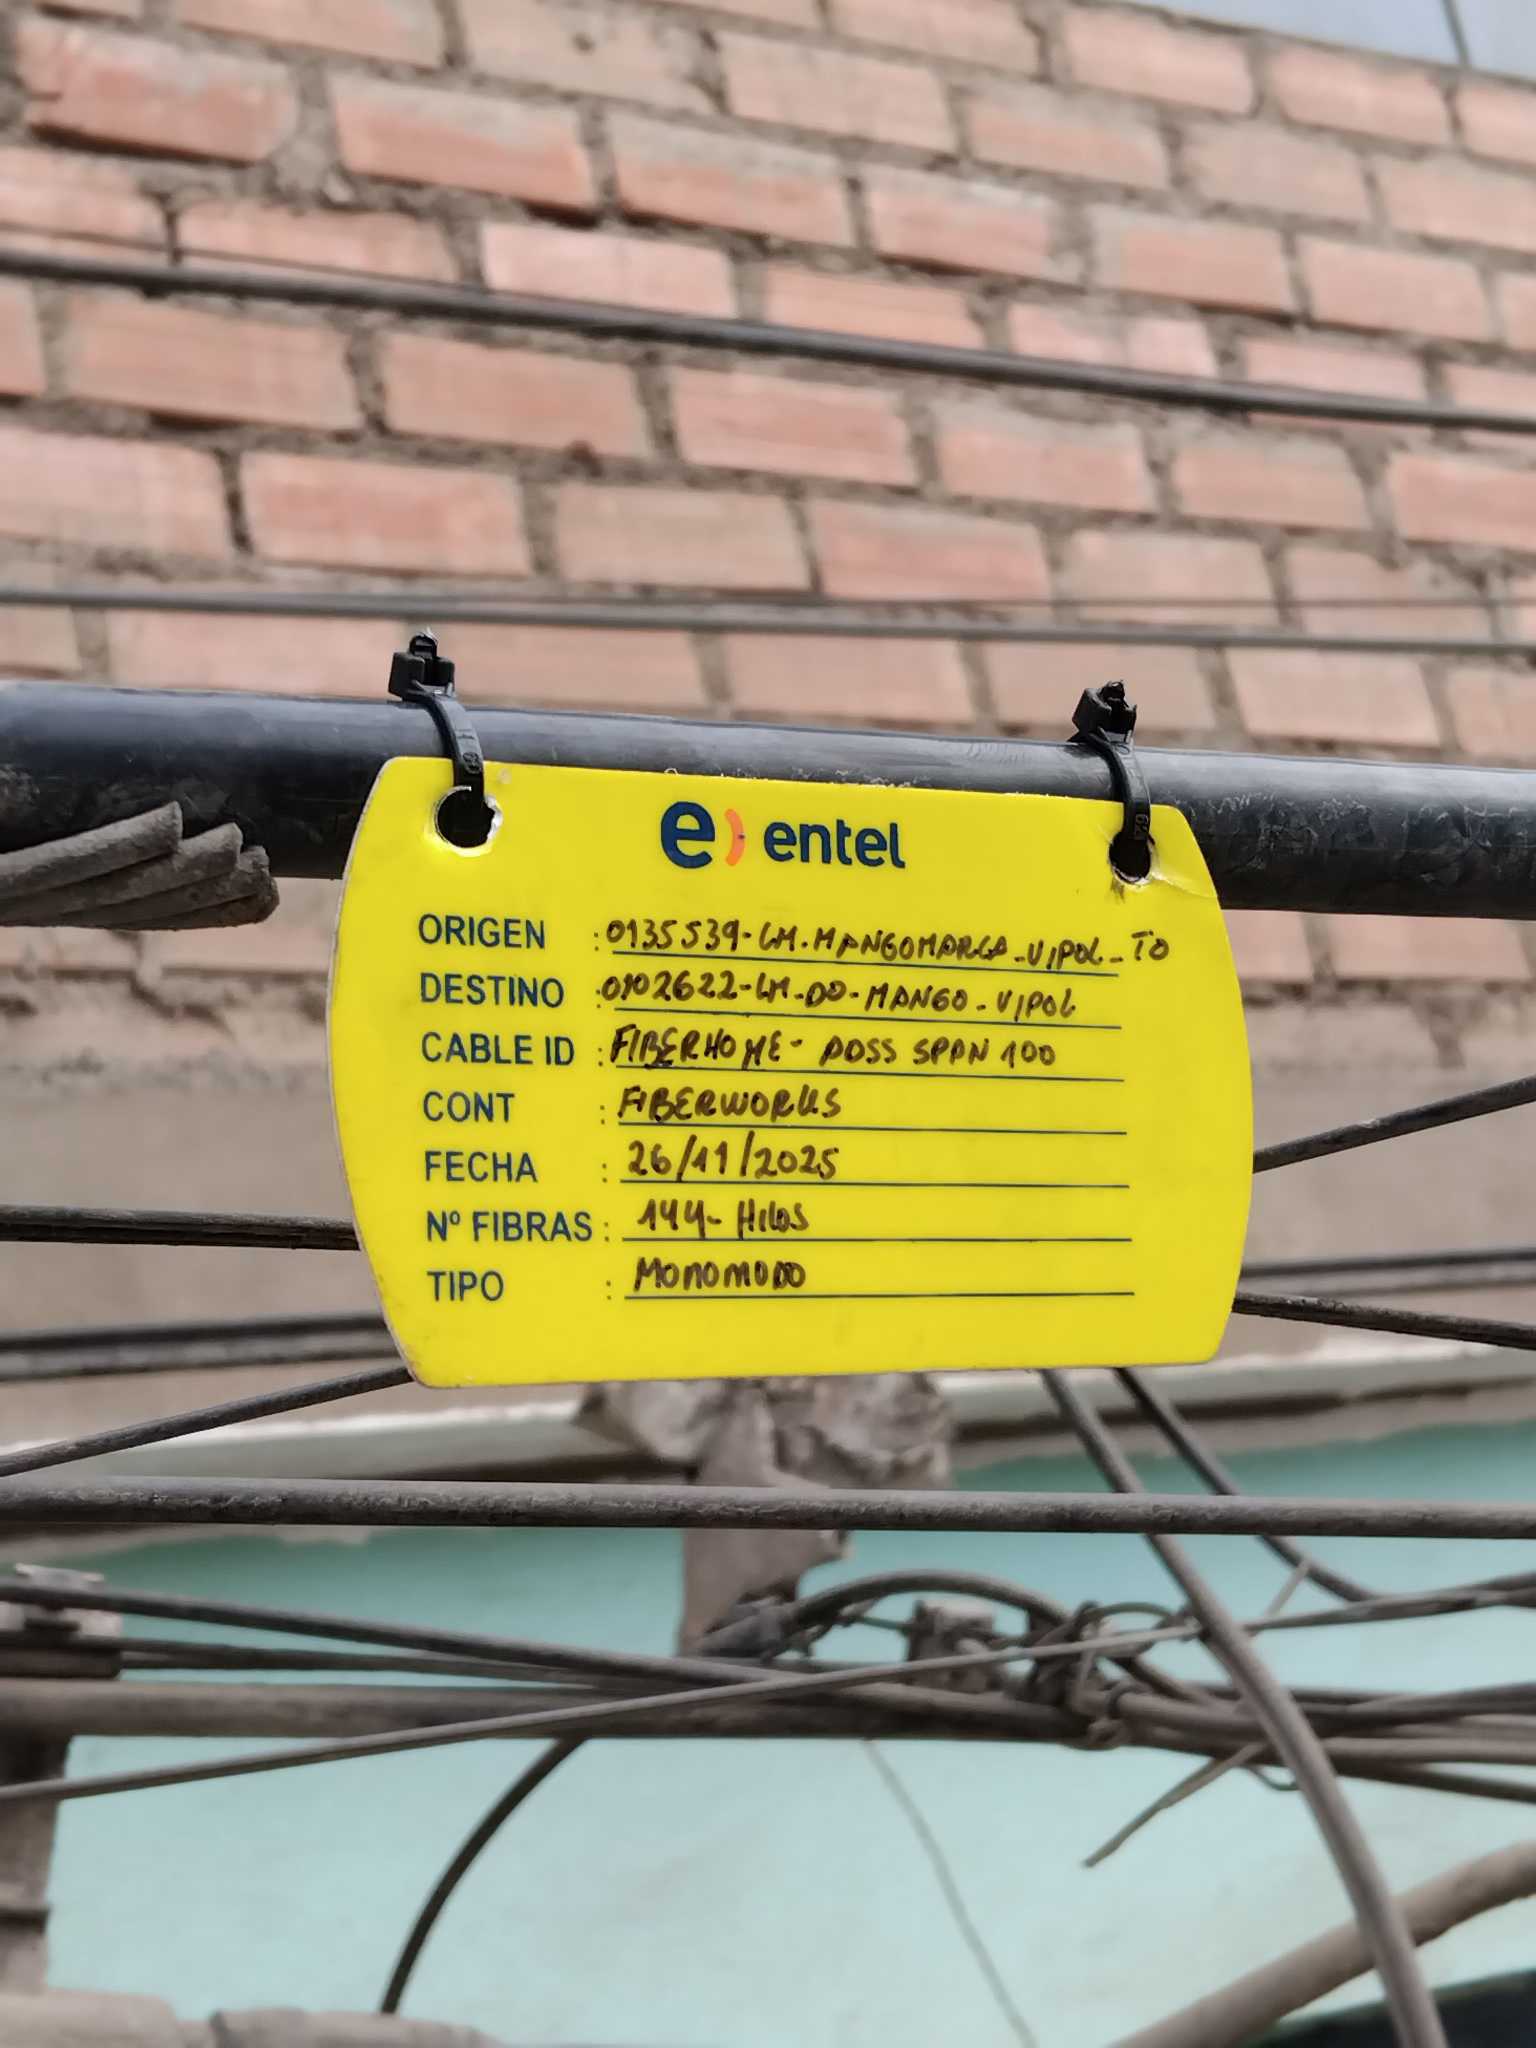 e) entel
ORIGEN : 0135539-LM.MANGOMARCA_VIPOL_TO
DESTINO : 0102622-LM-DO-MANGO-VIPOL
CABLE ID : FIBERHOME- ADSS SPAN 100
CONT : FIBERWORKS
FECHA : 26/11/2025
Nº FIBRAS : 144- Hilos
TIPO : MONOMODO